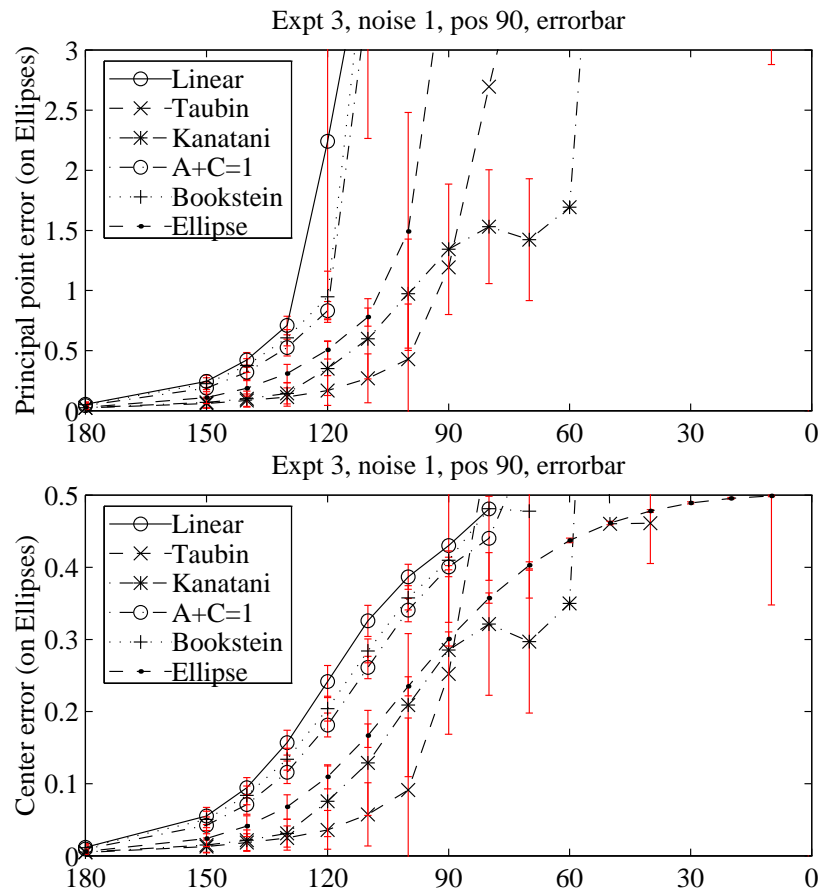 Expt 3, noise 1, pos 90, errorbar
Principal point error (on Ellipses)
3
2.5
2
1.5
1
0.5
0
Linear
Taubin
Kanatani
A+C=1
Bookstein
Ellipse
180 150 120 90 60 30 0
Expt 3, noise 1, pos 90, errorbar
Center error (on Ellipses)
0.5
0.4
0.3
0.2
0.1
0
Linear
Taubin
Kanatani
A+C=1
Bookstein
Ellipse
180 150 120 90 60 30 0